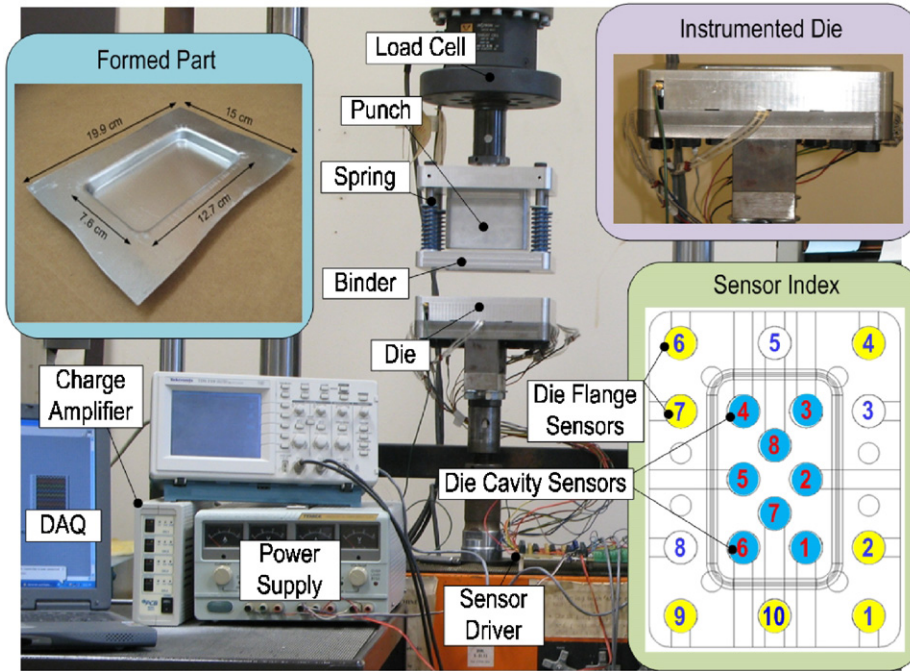 Formed Part
19.9 cm
15 cm
7.6 cm
12.7 cm
Load Cell
Punch
Spring
Binder
Die
Charge
Amplifier
DAQ
Power
Supply
Sensor
Driver
Instrumented Die
Sensor Index
6
5
4
Die Flange
Sensors
7
4
3
3
8
Die Cavity Sensors
5
2
7
8
6
1
2
9
10
1
Tektronix